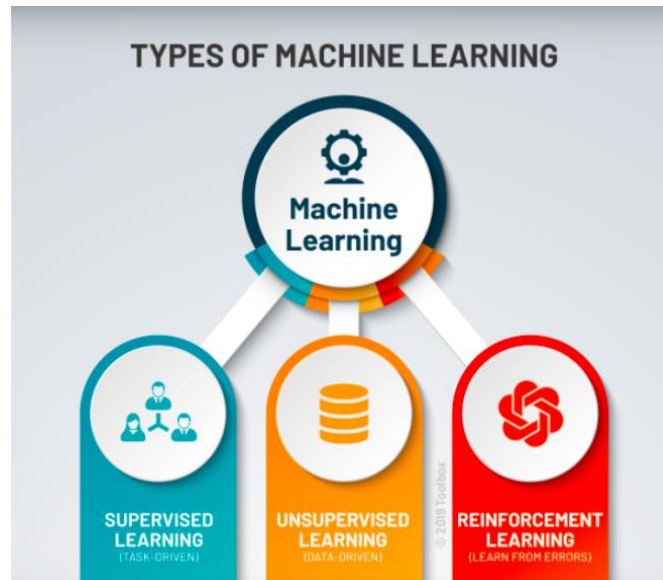 TYPES OF MACHINE LEARNING
Machine
Learning
SUPERVISED
LEARNING
(TASK-DRIVEN)
UNSUPERVISED
LEARNING
(DATA-DRIVEN)
© 2019 Toolbox
REINFORCEMENT
LEARNING
(LEARN FROM ERRORS)